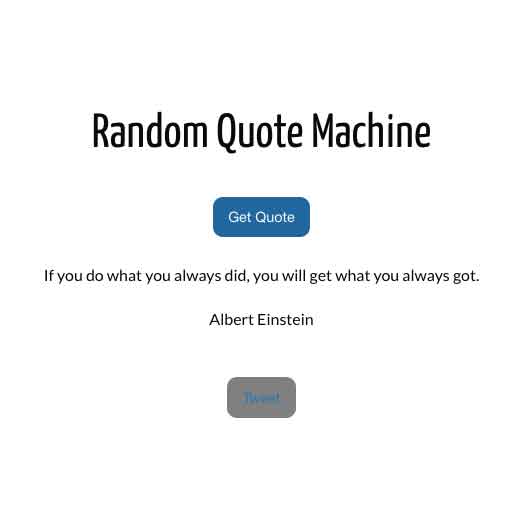 Random Quote Machine
Get Quote
If you do what you always did, you will get what you always got.
Albert Einstein
Tweet